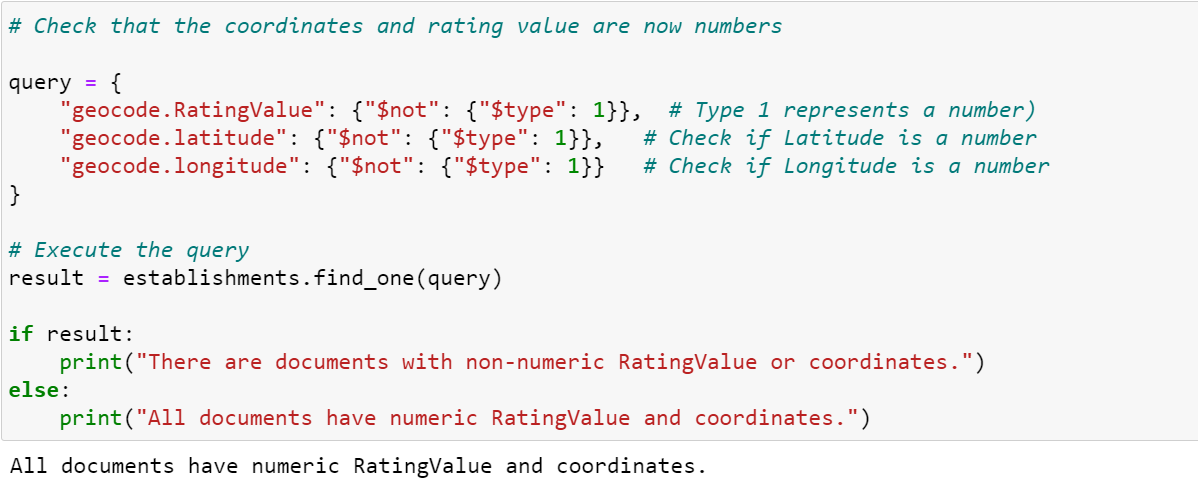 # Check that the coordinates and rating value are now numbers
query = {
    "geocode.RatingValue": {"$not": {"$type": 1}},  # Type 1 represents a number)
    "geocode.latitude": {"$not": {"$type": 1}},   # Check if Latitude is a number
    "geocode.longitude": {"$not": {"$type": 1}}   # Check if Longitude is a number
}
# Execute the query
result = establishments.find_one(query)
if result:
    print("There are documents with non-numeric RatingValue or coordinates.")
else:
    print("All documents have numeric RatingValue and coordinates.")
All documents have numeric RatingValue and coordinates.